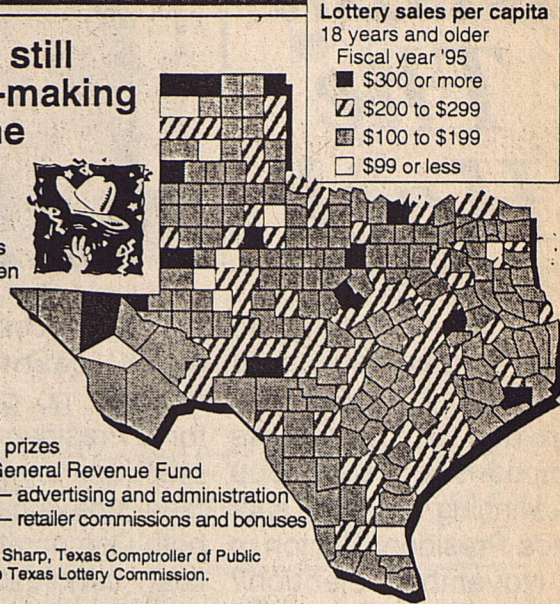 still
-making
Lottery sales per capita
18 years and older
Fiscal year '95
$300 or more
$200 to $299
$100 to $199
$99 or less
prizes
General Revenue Fund
— advertising and administration
— retailer commissions and bonuses
Sharp, Texas Comptroller of Public
Texas Lottery Commission.